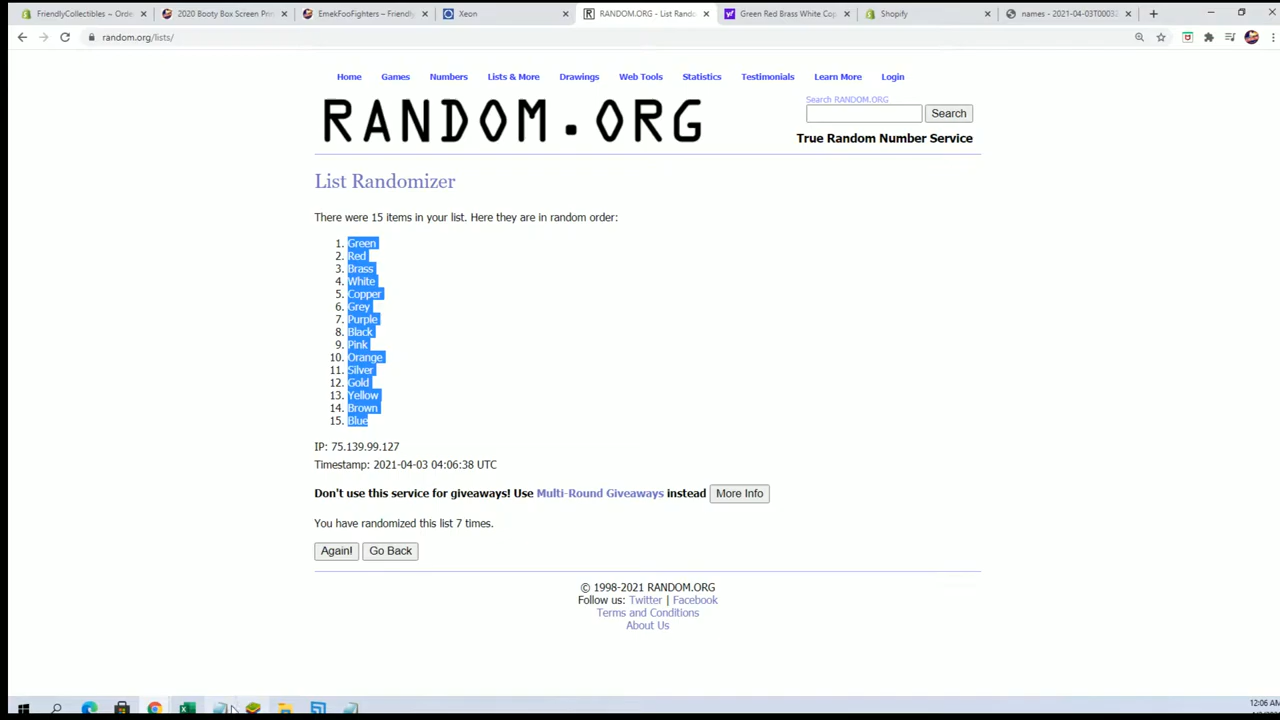 FriendlyCollectibles ~ Orde
2020 Booty Box Screen Prin
EmekFooFighters – Friendly
Xeon
RANDOM.ORG - List Rando
Green Red Brass White Cop
Shopify
names - 2021-04-03T0003
random.org/lists/
Home Games Numbers Lists & More Drawings Web Tools Statistics Testimonials Learn More Login
RANDOM.ORG
Search RANDOM.ORG
Search
True Random Number Service
List Randomizer
There were 15 items in your list. Here they are in random order:
1. Green
2. Red
3. Brass
4. White
5. Copper
6. Grey
7. Purple
8. Black
9. Pink
10. Orange
11. Silver
12. Gold
13. Yellow
14. Brown
15. Blue
IP: 75.139.99.127
Timestamp: 2021-04-03 04:06:38 UTC
Don't use this service for giveaways! Use Multi-Round Giveaways instead More Info
You have randomized this list 7 times.
Again! Go Back
© 1998-2021 RANDOM.ORG
Follow us: Twitter | Facebook
Terms and Conditions
About Us
12:06 AM